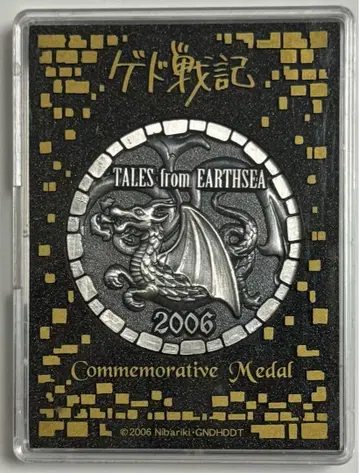 ゲド戦記
TALES from EARTHSEA
2006
Commemorative Medal
©2006 Nibariki·GNDHDDT